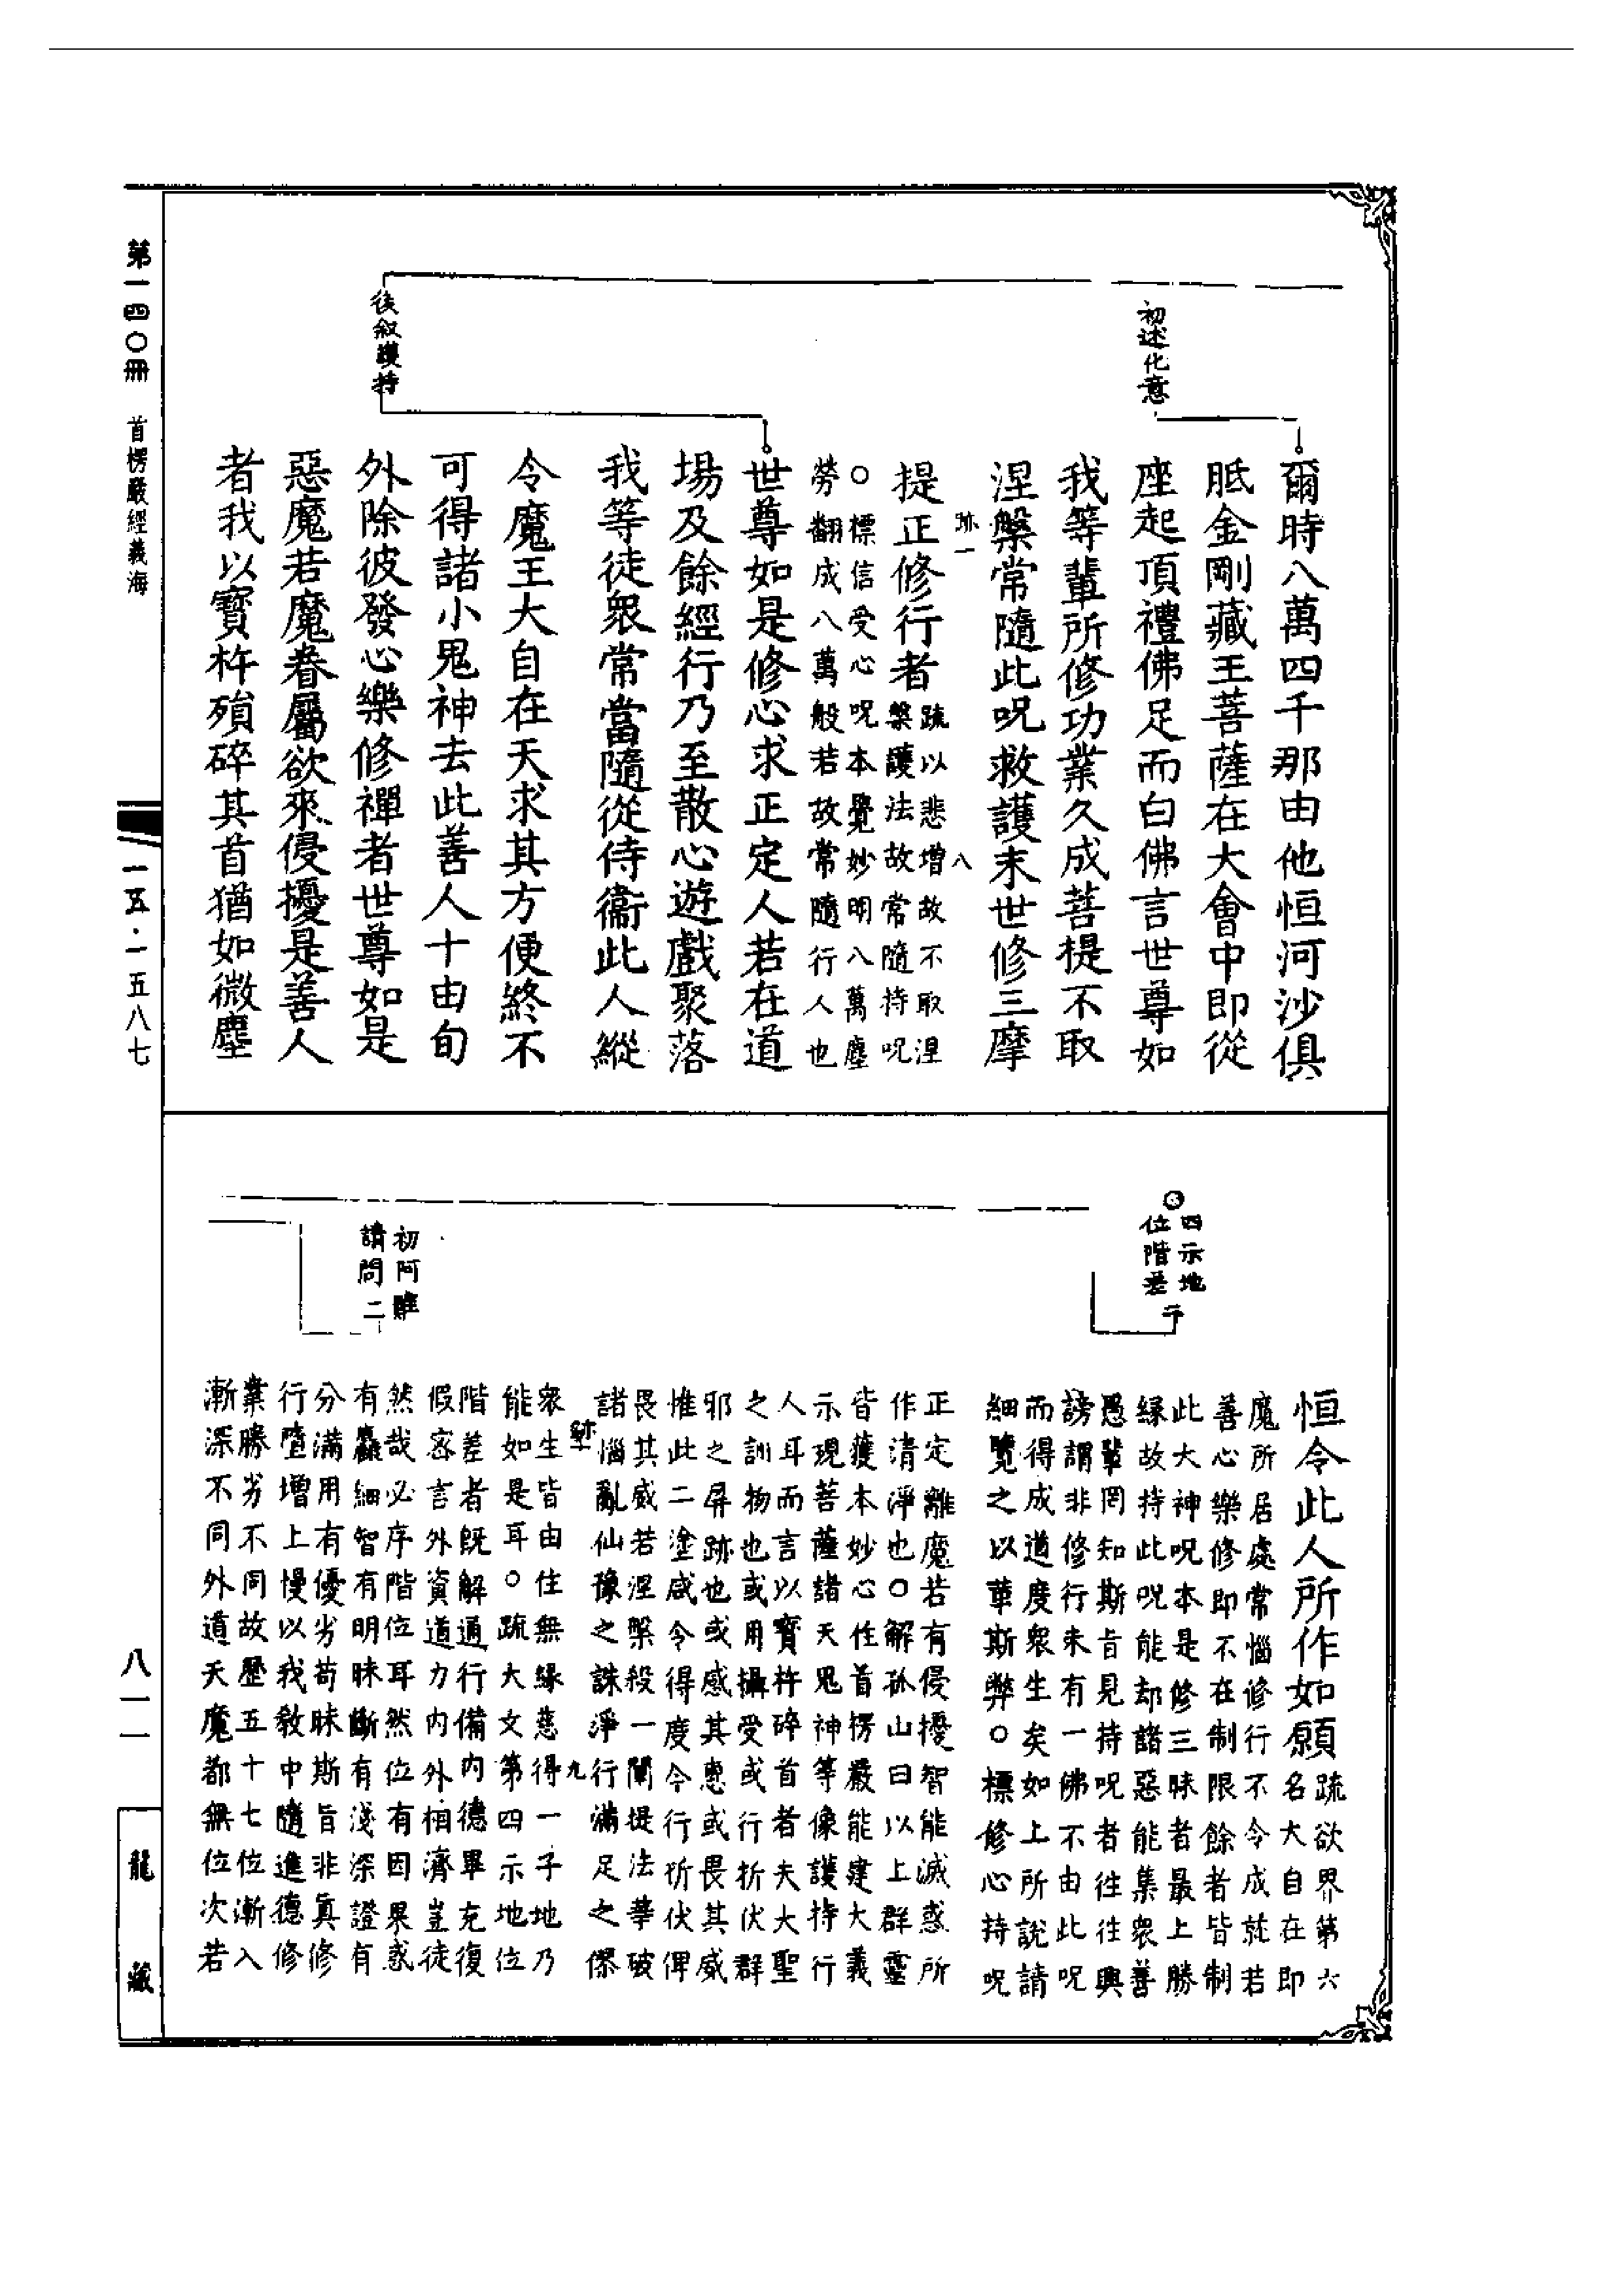 第一四〇冊　首楞嚴經義海
一五·一五八七
八一一
龍藏
初述化意
爾時八萬四千那由他恒河沙俱
胝金剛藏王菩薩在大會中即從
座起頂禮佛足而白佛言世尊如
我等輩所修功業久成菩提不取
涅槃常隨此呪救護末世修三摩
跡一　八
提正修行者疏以悲增故不取涅
槃護法故常隨持呪
○標信受心呪本覺妙明八萬塵
勞翻成八萬般若故常隨行人也
後叙護持
世尊如是修心求正定人若在道
場及餘經行乃至散心遊戲聚落
我等徒衆常當隨從侍衞此人縱
令魔王大自在天求其方便終不
可得諸小鬼神去此善人十由旬
外除彼發心樂修禪者世尊如是
惡魔若魔眷屬欲來侵擾是善人
者我以寶杵殞碎其首猶如微塵
恒令此人所作如願疏欲界第六
名大自在即
魔所居處常惱修行不令成就若
善心樂修即不在制限餘者皆制
此大神呪本是修三昧者最上勝
緣故持此呪能却諸惡能集衆善
愚輩罔知斯旨見持呪者往往興
謗謂非修行未有一佛不由此呪
而得成道度衆生矣如上所說請
細覽之以革斯弊○標修心持呪
正定離魔若有侵擾智能滅惑所
作清淨也○解孤山曰以上群靈
皆獲本妙心住首楞嚴能建大義
示現菩薩諸天鬼神等像護持行
人耳而言以寶杵碎首者夫大聖
之訓物也或用攝受或行折伏群
邪之屏跡也或感其惠或畏其威
惟此二塗咸令得度今行折伏俾
畏其威若涅槃殺一闡提法華破
諸惱亂仙豫之誅淨行滿足之僇
九
衆生皆由住無緣慈得一子地乃
四示地
位階差二
能如是耳○疏大文第四示地位
階差者既解通行備內德畢充復
假密言外資道力內外相濟豈徒
初阿難
請問二
然哉必序階位耳然位有因果惑
有麤細智有明昧斷有淺深證有
分滿用有優劣苟昧斯旨非真修
行墮增上慢以我教中隨進德修
業勝劣不同故歷五十七位漸入
漸深不同外道天魔都無位次若